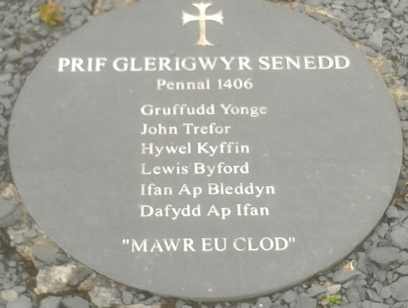 PRIF GLERIGWYR SENEDD
Pennal 1406
Gruffudd Yonge
John Trefor
Hywel Kyffin
Lewis Byford
Ifan Ap Bleddyn
Dafydd Ap Ifan
"MAWR EU CLOD"